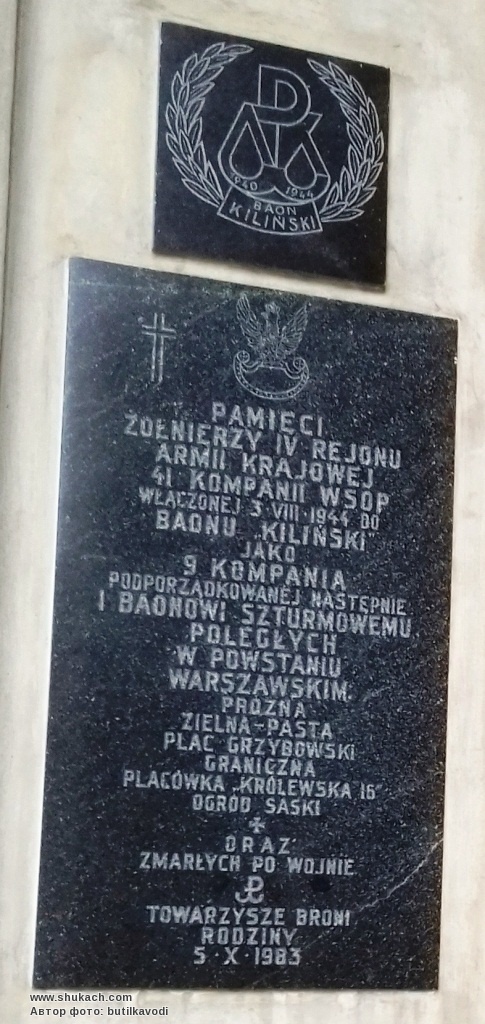 AK
940 1944
BAON
KILIŃSKI
PAMIĘCI
ŻOŁNIERZY IV REJONU
ARMII KRAJOWEJ
41 KOMPANII WSOP
WŁĄCZONEJ 3 VIII 1944 DO
BAONU „KILIŃSKI"
JAKO
9 KOMPANIA
PODPORZĄDKOWANEJ NASTĘPNIE
I BAONOWI SZTURMOWEMU
POLEGŁYCH
W POWSTANIU
WARSZAWSKIM:
PRÓŻNA
ZIELNA-PASTA
PLAC GRZYBOWSKI
GRANICZNA
PLACÓWKA „KRÓLEWSKA 16"
OGRÓD SASKI
ORAZ
ZMARŁYCH PO WOJNIE
TOWARZYSZE BRONI
RODZINY
5·X·1983
www.shukach.com
Автор фото: butilkavodi